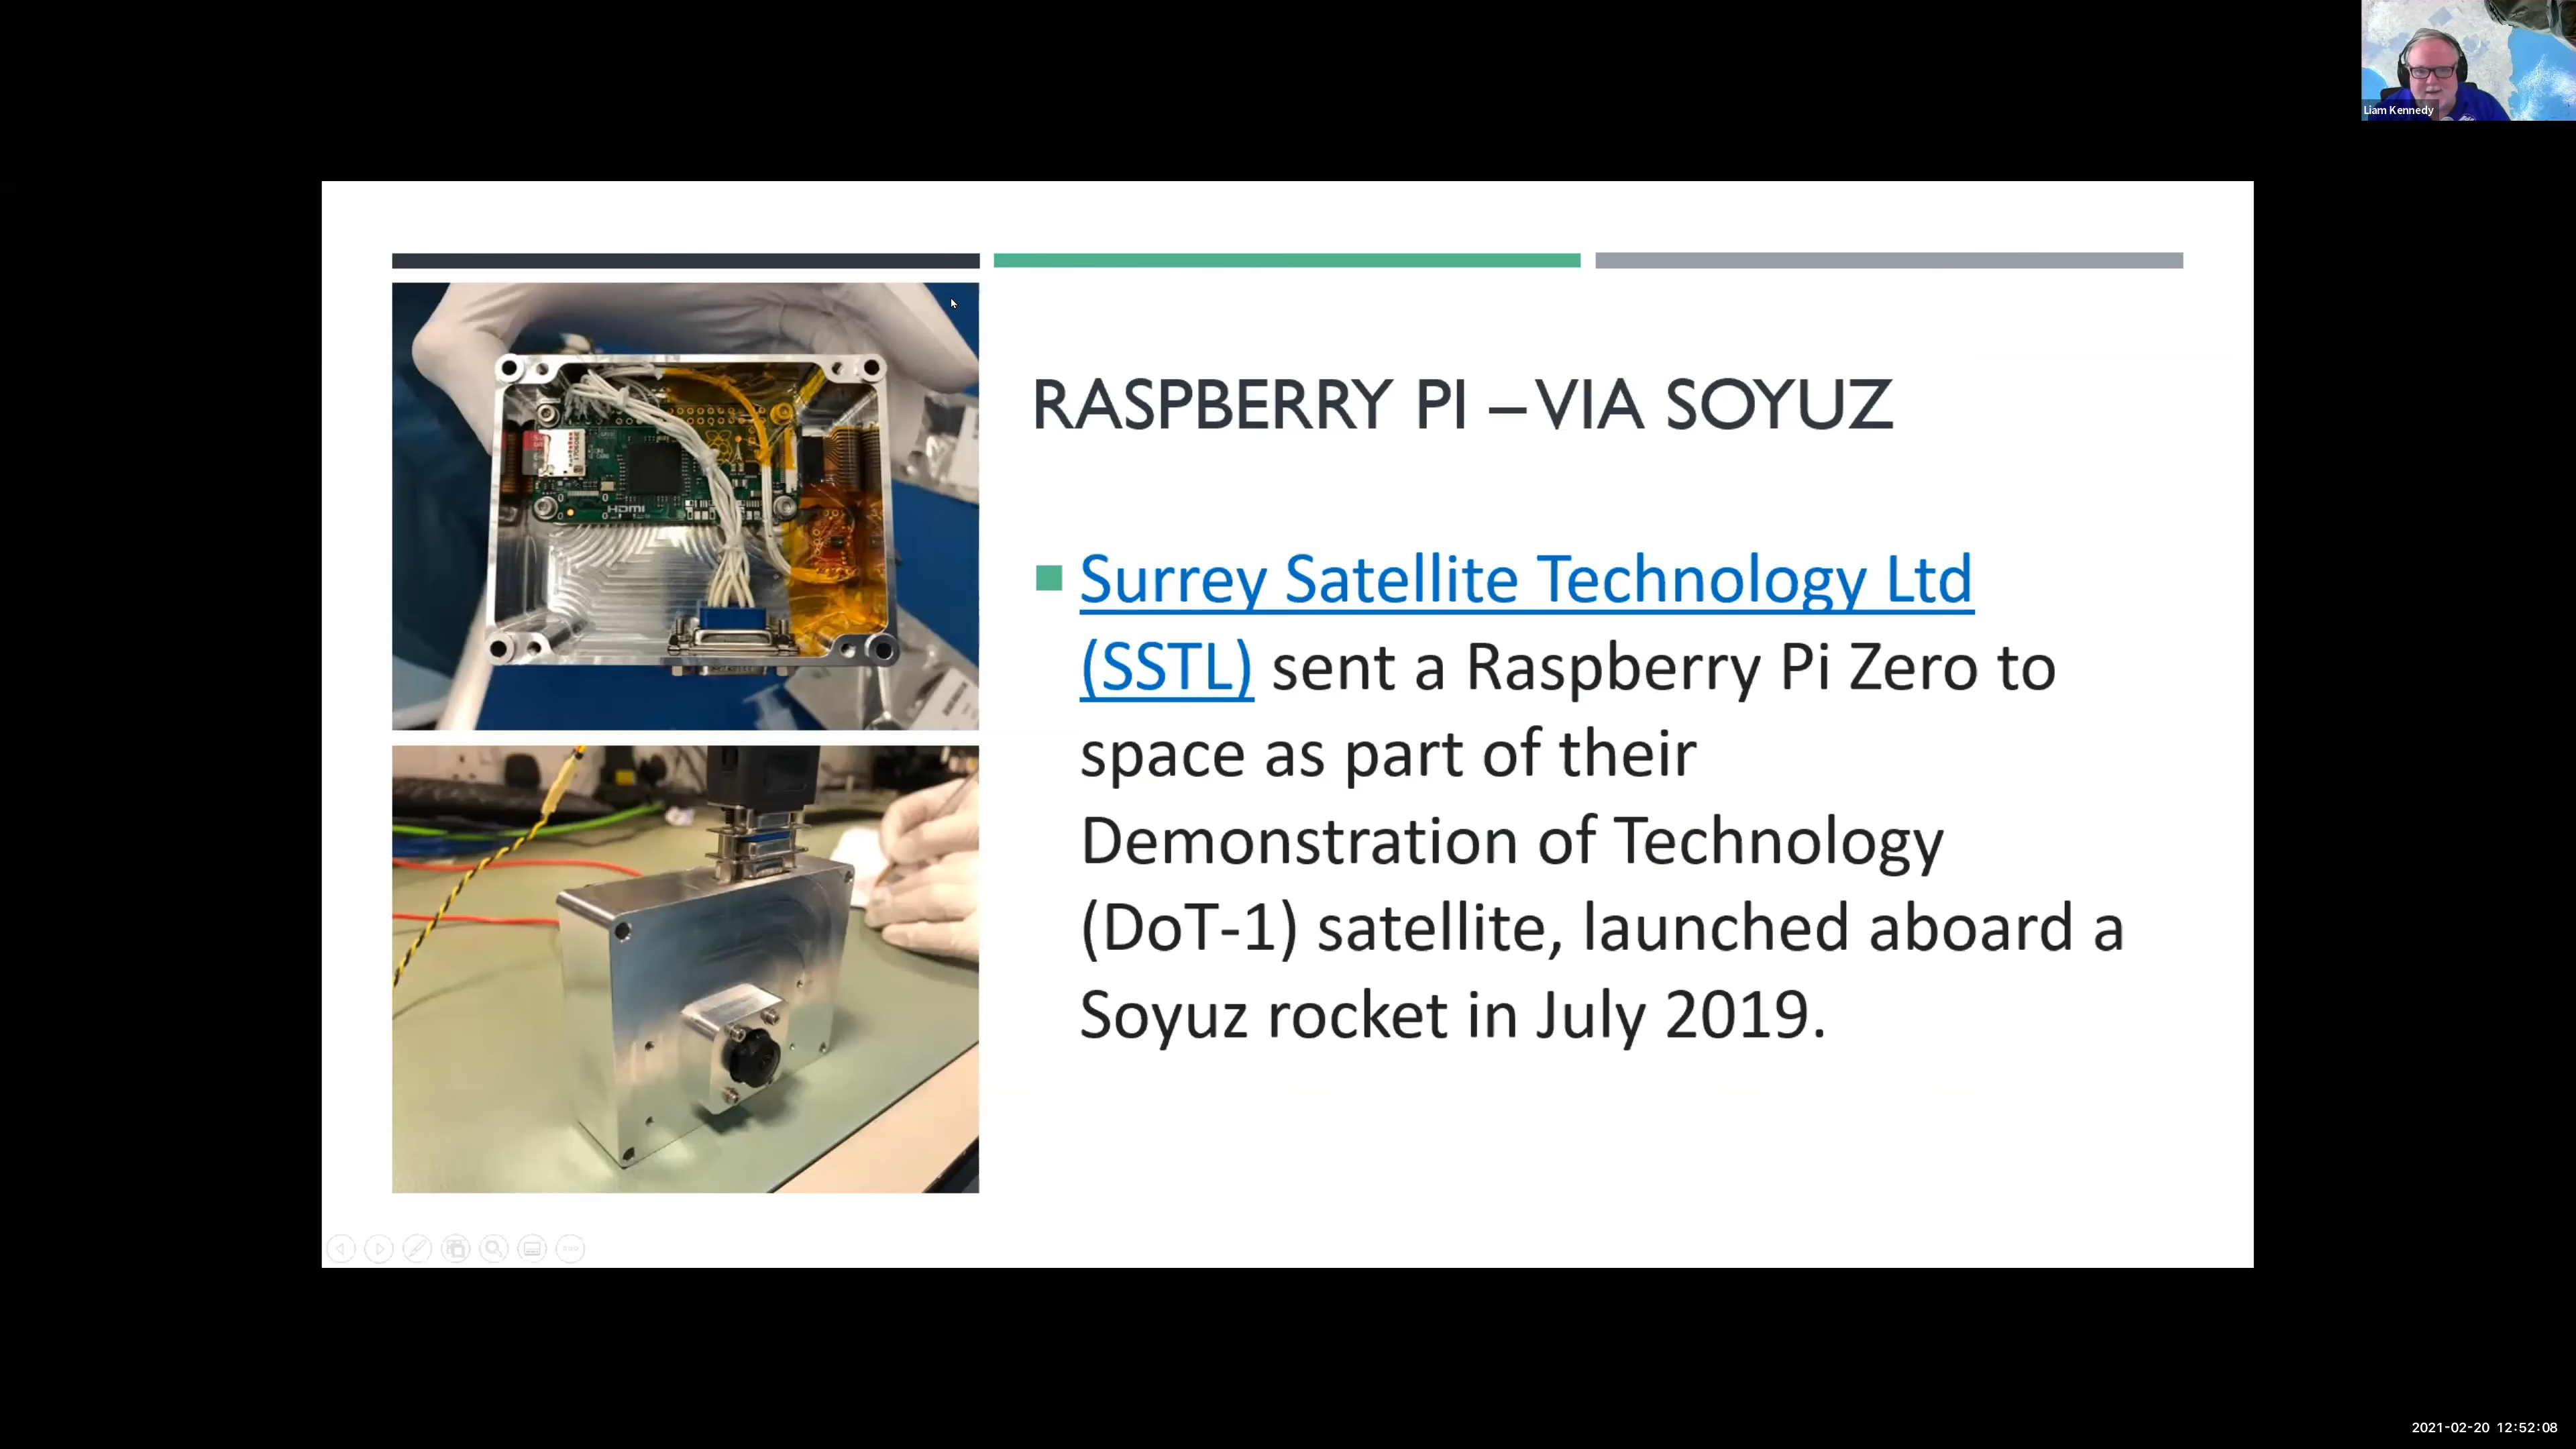 Liam Kennedy
RASPBERRY PI – VIA SOYUZ
Surrey Satellite Technology Ltd
(SSTL) sent a Raspberry Pi Zero to
space as part of their
Demonstration of Technology
(DoT-1) satellite, launched aboard a
Soyuz rocket in July 2019.
HDMI
2021-02-20 12:52:08